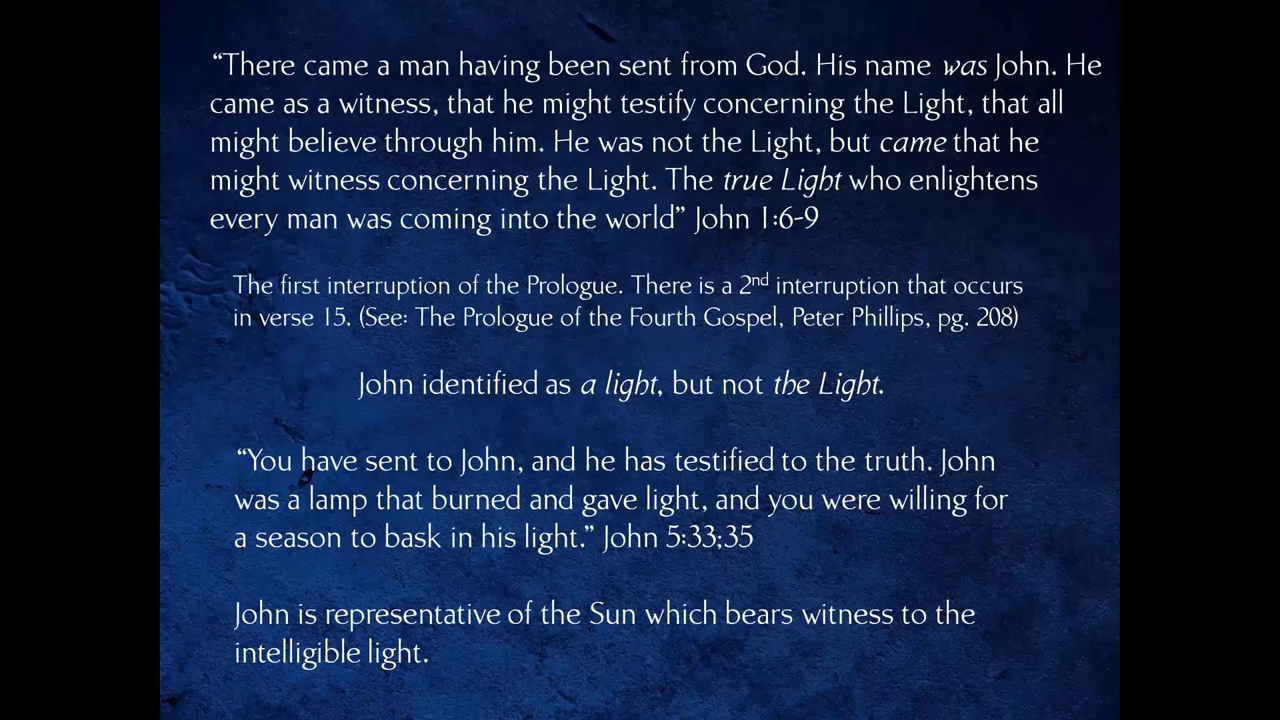 “There came a man having been sent from God. His name was John. He
came as a witness, that he might testify concerning the Light, that all
might believe through him. He was not the Light, but came that he
might witness concerning the Light. The true Light who enlightens
every man was coming into the world” John 1:6-9
The first interruption of the Prologue. There is a 2nd interruption that occurs
in verse 15. (See: The Prologue of the Fourth Gospel, Peter Phillips, pg. 208)
John identified as a light, but not the Light.
“You have sent to John, and he has testified to the truth. John
was a lamp that burned and gave light, and you were willing for
a season to bask in his light.” John 5:33;35
John is representative of the Sun which bears witness to the
intelligible light.